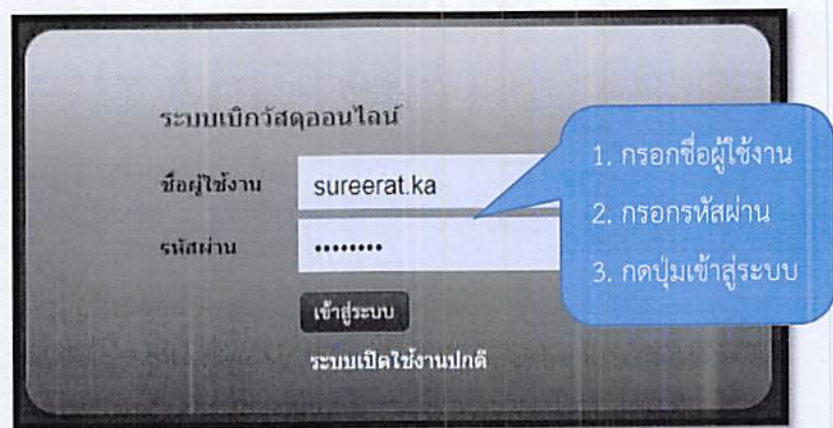 ระบบเบิกวัสดุออนไลน์
ชื่อผู้ใช้งาน sureerat.ka
รหัสผ่าน ••••••••
เข้าสู่ระบบ
ระบบเปิดใช้งานปกติ
1. กรอกชื่อผู้ใช้งาน
2. กรอกรหัสผ่าน
3. กดปุ่มเข้าสู่ระบบ